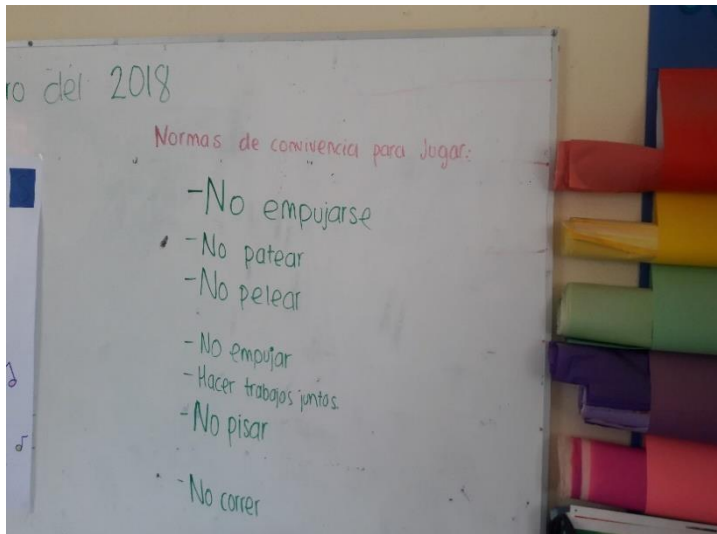 del 2018
Normas de convivencia para Jugar:
-No empujarse
-No patear
-No pelear
-No empujar
-Hacer trabajos juntos.
-No pisar
-No correr